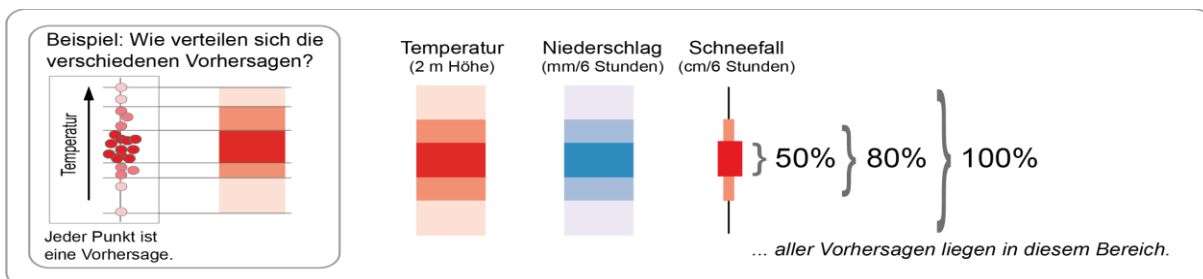 Beispiel: Wie verteilen sich die
verschiedenen Vorhersagen?
Temperatur
Jeder Punkt ist
eine Vorhersage.
Temperatur
(2 m Höhe)
Niederschlag
(mm/6 Stunden)
Schneefall
(cm/6 Stunden)
50%
80%
100%
... aller Vorhersagen liegen in diesem Bereich.